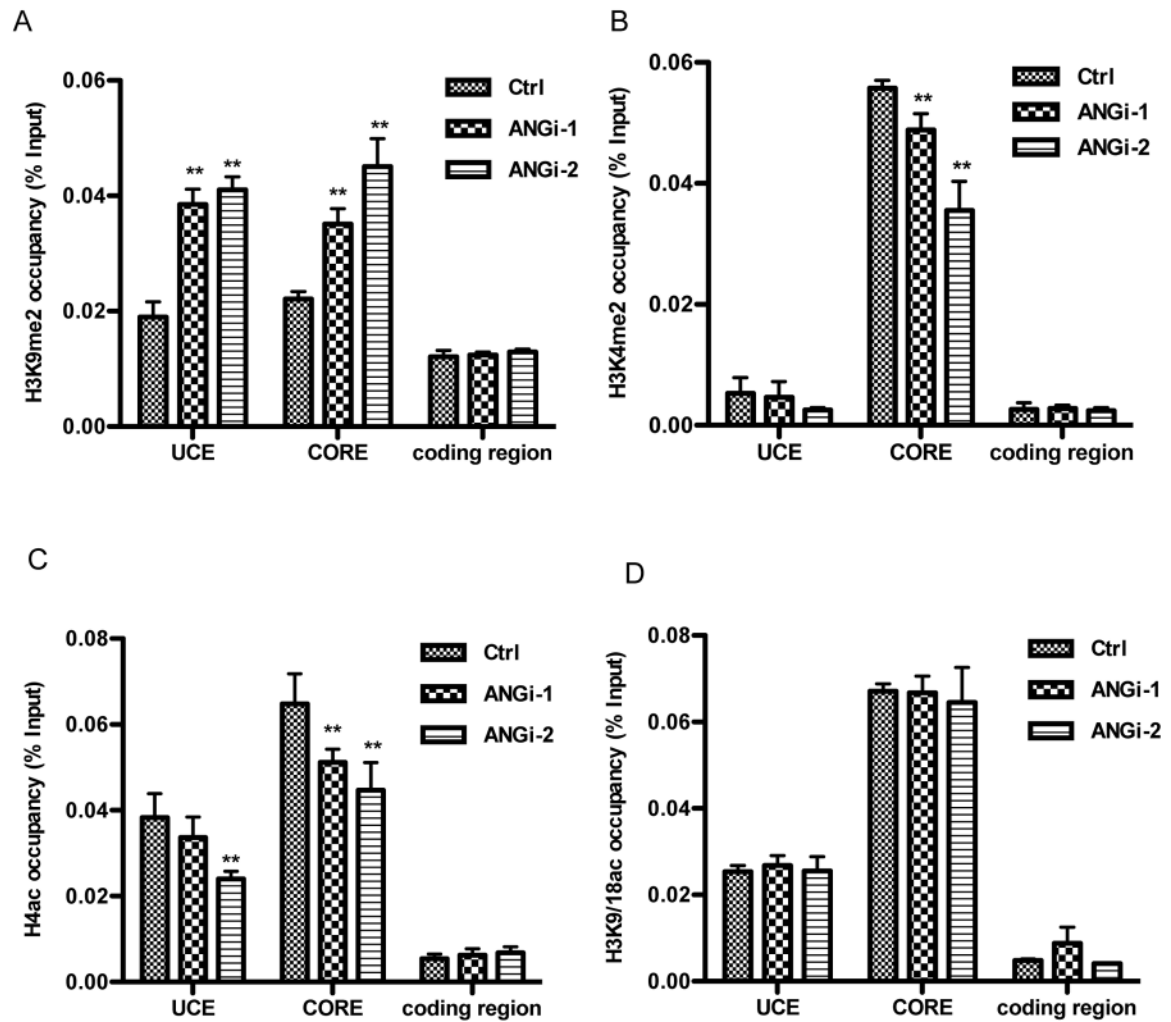 A
H3K9me2 occupancy (% Input)
0.06
0.04
0.02
0.00
Ctrl
ANGi-1
ANGi-2
** ** ** **
UCE CORE coding region
B
H3K4me2 occupancy (% Input)
0.06
0.04
0.02
0.00
Ctrl
ANGi-1
ANGi-2
** **
UCE CORE coding region
C
H4ac occupancy (% Input)
0.08
0.06
0.04
0.02
0.00
Ctrl
ANGi-1
ANGi-2
** ** **
UCE CORE coding region
D
H3K9/18ac occupancy (% Input)
0.08
0.06
0.04
0.02
0.00
Ctrl
ANGi-1
ANGi-2
UCE CORE coding region